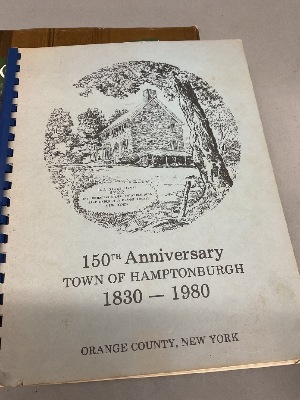 150TH Anniversary
TOWN OF HAMPTONBURGH
1830 — 1980
ORANGE COUNTY, NEW YORK